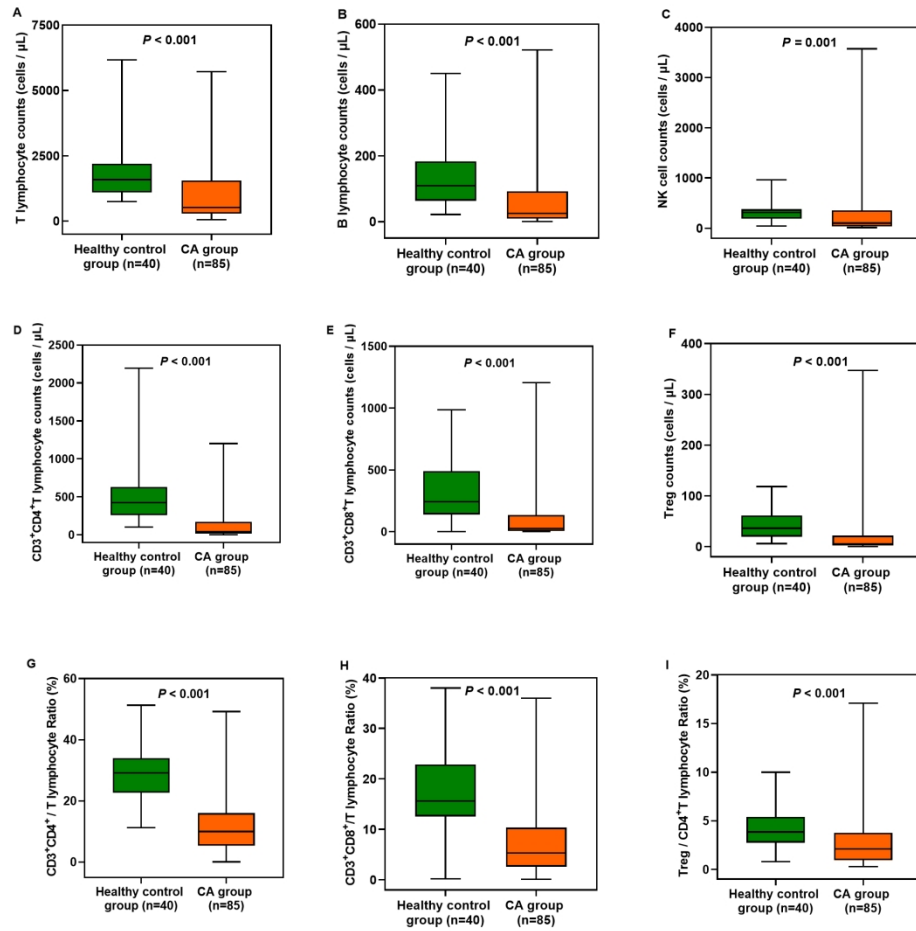 A
T lymphocyte counts (cells / μL)
7500
5000
2500
0
P < 0.001
Healthy control
group (n=40)
CA group
(n=85)
B
B lymphocyte counts (cells / μL)
600
400
200
0
P < 0.001
Healthy control
group (n=40)
CA group
(n=85)
C
NK cell counts (cells / μL)
4000
3000
2000
1000
0
P = 0.001
Healthy control
group (n=40)
CA group
(n=85)
D
CD3⁺CD4⁺T lymphocyte counts (cells / μL)
2500
2000
1500
1000
500
0
P < 0.001
Healthy control
group (n=40)
CA group
(n=85)
E
CD3⁺CD8⁺T lymphocyte counts (cells / μL)
1500
1000
500
0
P < 0.001
Healthy control
group (n=40)
CA group
(n=85)
F
Treg counts (cells / μL)
400
300
200
100
0
P < 0.001
Healthy control
group (n=40)
CA group
(n=85)
G
CD3⁺CD4⁺/ T lymphocyte Ratio (%)
60
40
20
0
P < 0.001
Healthy control
group (n=40)
CA group
(n=85)
H
CD3⁺CD8⁺/T lymphocyte Ratio (%)
40
30
20
10
0
P < 0.001
Healthy control
group (n=40)
CA group
(n=85)
I
Treg / CD4⁺T lymphocyte Ratio (%)
20
15
10
5
0
P < 0.001
Healthy control
group (n=40)
CA group
(n=85)